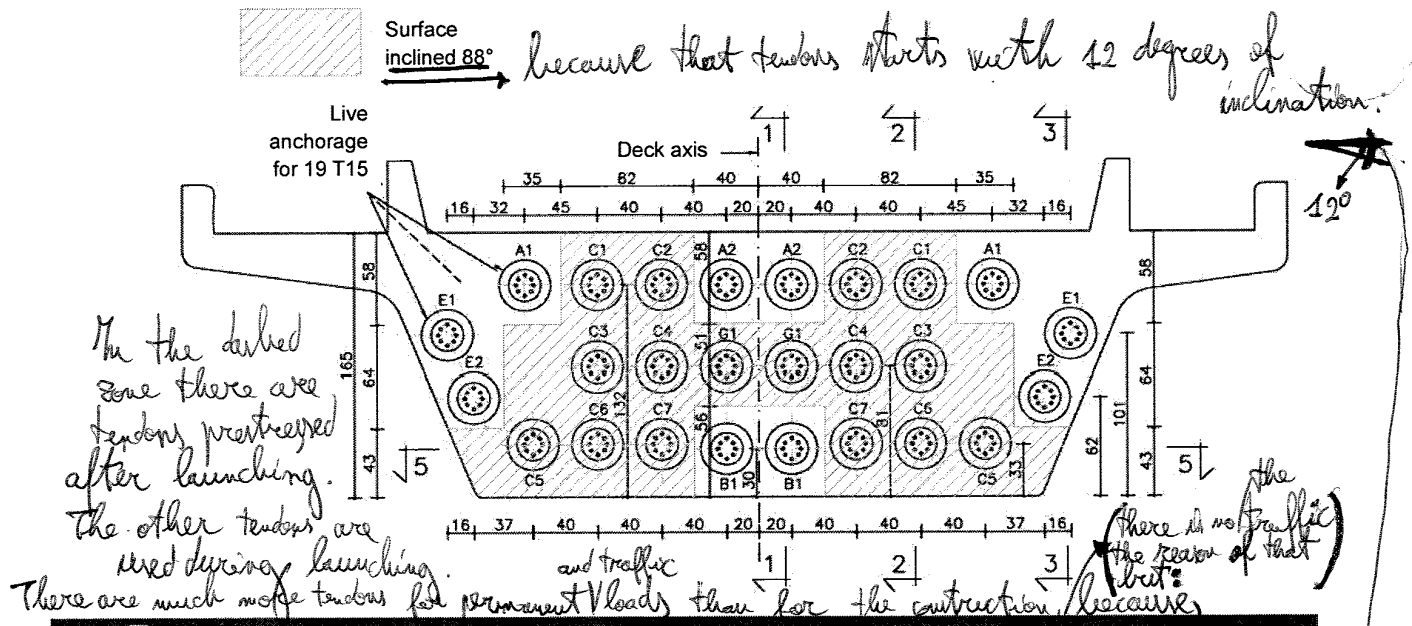 Surface
inclined 88°
because that tendons starts with 12 degrees of
inclination.
12°
Live
anchorage
for 19 T15
Deck axis
1 2 3
35 82 40 40 82 35
16 32 45 40 40 20 20 40 40 45 32 16
A1 C1 C2 A2 A2 C2 C1 A1
58 58 58
E1 E1
C3 C4 G1 G1 C4 C3
51
E2 E2
165 64 132 81 64
101
62
C6 C7 C7 C6
56
43 30 33 43
5 5
C5 B1 B1 C5
16 37 40 40 40 20 20 40 40 40 37 16
1 2 3
In the dashed
zone there are
tendons prestressed
after launching.
The other tendons are
used during launching.
and traffic
There are much more tendons for permanent loads than for the contruction, because
the
(there is no traffic
the reason of that
but:)